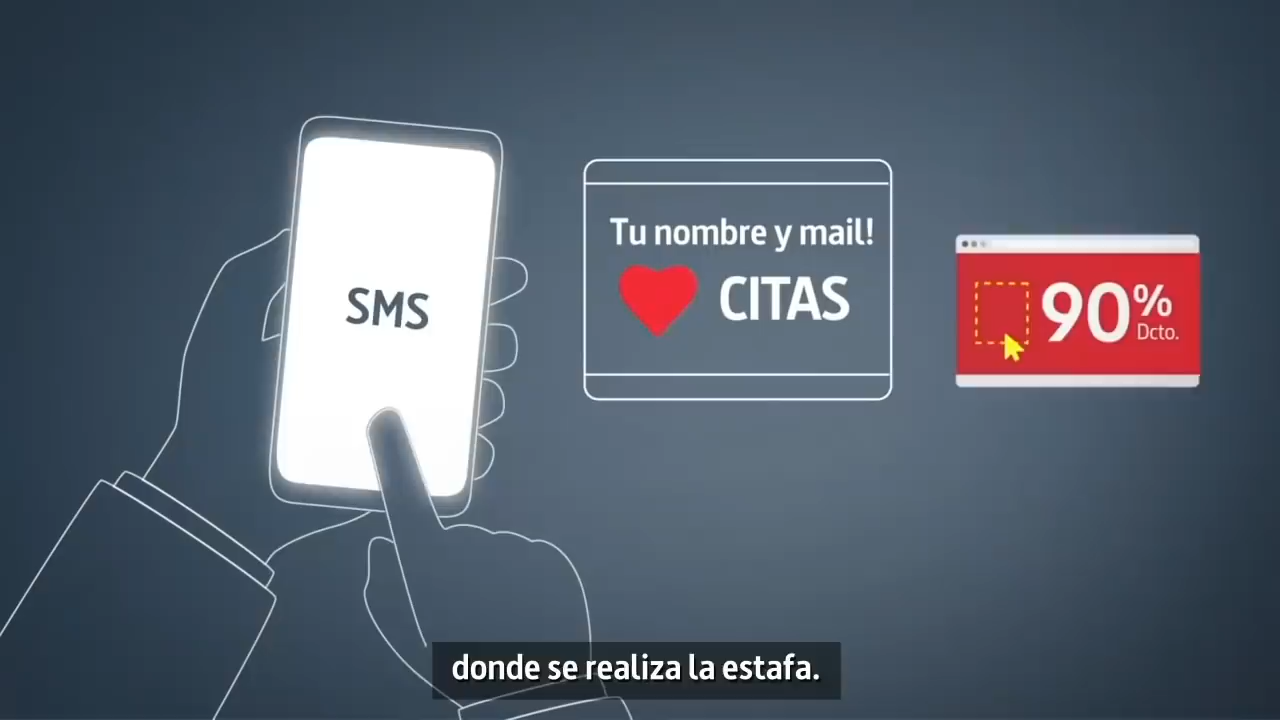 SMS
Tu nombre y mail!
CITAS
90%
Dcto.
donde se realiza la estafa.